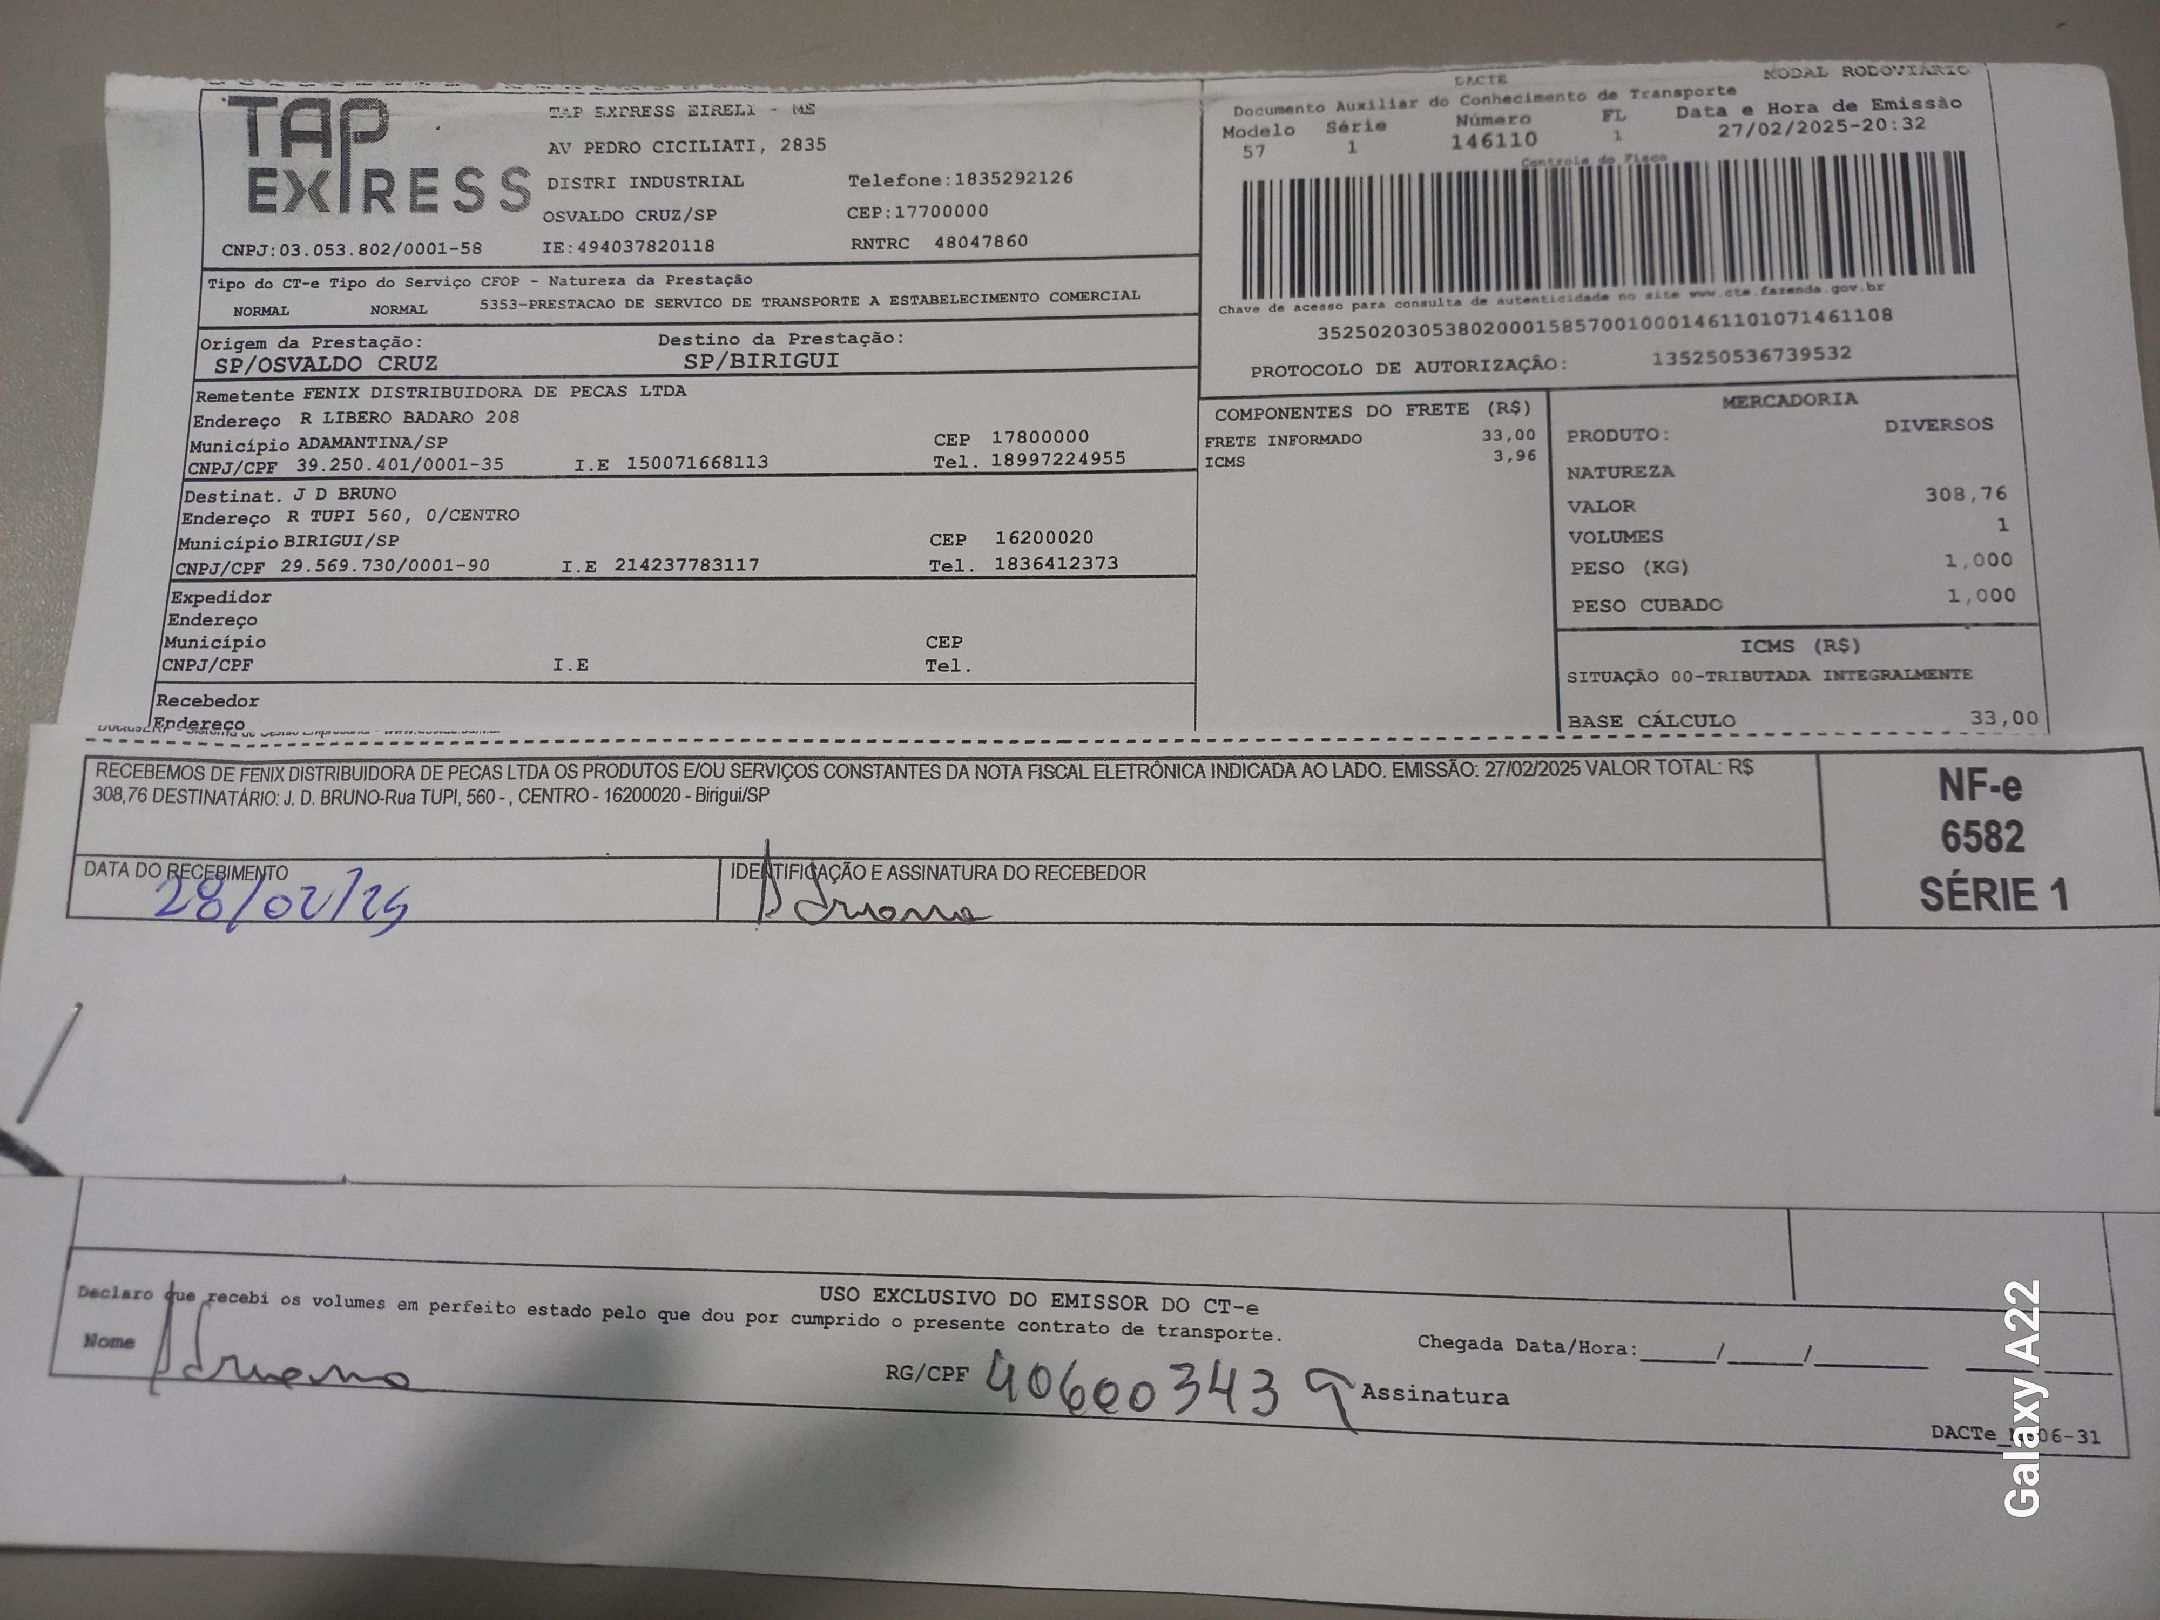 TAP EXPRESS
TAP EXPRESS EIRELI - ME
AV PEDRO CICILIATI, 2835
DISTRI INDUSTRIAL Telefone:1835292126
OSVALDO CRUZ/SP CEP:17700000
CNPJ:03.053.802/0001-58 IE:494037820118 RNTRC 48047860
DACTE MODAL RODOVIÁRIO
Documento Auxiliar do Conhecimento de Transporte
Modelo Série Número FL Data e Hora de Emissão
57 1 146110 1 27/02/2025-20:32
Controle do Fisco
Chave de acesso para consulta de autenticidade no site www.cte.fazenda.gov.br
35250203053802000158570010001461101071461108
PROTOCOLO DE AUTORIZAÇÃO: 135250536739532
Tipo do CT-e Tipo do Serviço CFOP - Natureza da Prestação
NORMAL NORMAL 5353-PRESTACAO DE SERVICO DE TRANSPORTE A ESTABELECIMENTO COMERCIAL
Origem da Prestação: Destino da Prestação:
SP/OSVALDO CRUZ SP/BIRIGUI
Remetente FENIX DISTRIBUIDORA DE PECAS LTDA
Endereço R LIBERO BADARO 208
Município ADAMANTINA/SP CEP 17800000
CNPJ/CPF 39.250.401/0001-35 I.E 150071668113 Tel. 18997224955
Destinat. J D BRUNO
Endereço R TUPI 560, 0/CENTRO
Município BIRIGUI/SP CEP 16200020
CNPJ/CPF 29.569.730/0001-90 I.E 214237783117 Tel. 1836412373
Expedidor
Endereço
Município CEP
CNPJ/CPF I.E Tel.
Recebedor
Endereço
COMPONENTES DO FRETE (R$)
FRETE INFORMADO 33,00
ICMS 3,96
MERCADORIA
PRODUTO: DIVERSOS
NATUREZA
VALOR 308,76
VOLUMES 1
PESO (KG) 1,000
PESO CUBADO 1,000
ICMS (R$)
SITUAÇÃO 00-TRIBUTADA INTEGRALMENTE
BASE CÁLCULO 33,00
RECEBEMOS DE FENIX DISTRIBUIDORA DE PECAS LTDA OS PRODUTOS E/OU SERVIÇOS CONSTANTES DA NOTA FISCAL ELETRÔNICA INDICADA AO LADO. EMISSÃO: 27/02/2025 VALOR TOTAL: R$
308,76 DESTINATÁRIO: J. D. BRUNO-Rua TUPI, 560 - , CENTRO - 16200020 - Birigui/SP
NF-e
6582
SÉRIE 1
DATA DO RECEBIMENTO IDENTIFICAÇÃO E ASSINATURA DO RECEBEDOR
28/02/25 Adriana
USO EXCLUSIVO DO EMISSOR DO CT-e
Declaro que recebi os volumes em perfeito estado pelo que dou por cumprido o presente contrato de transporte.
Nome Adriana RG/CPF 40600343 9 Assinatura
Chegada Data/Hora:_____/_____/________
Galaxy A22